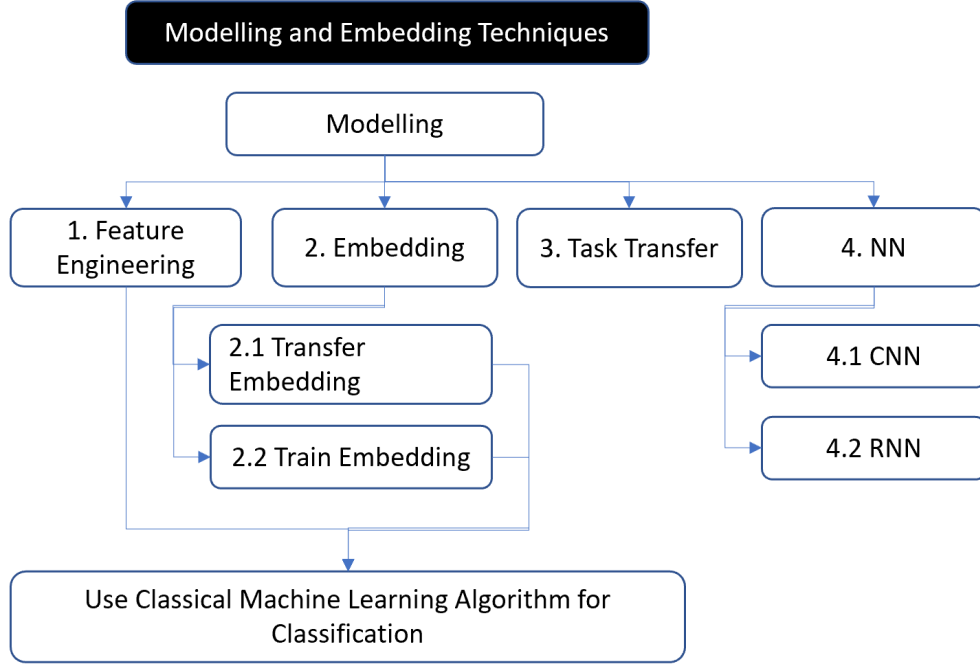 Modelling and Embedding Techniques
Modelling
1. Feature
Engineering
2. Embedding
3. Task Transfer
4. NN
2.1 Transfer
Embedding
2.2 Train Embedding
4.1 CNN
4.2 RNN
Use Classical Machine Learning Algorithm for
Classification